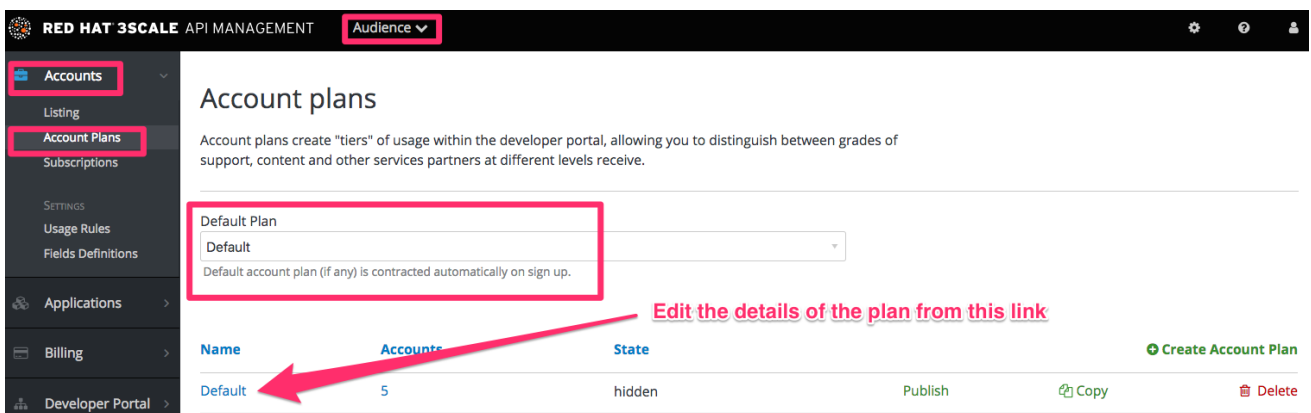 RED HAT 3SCALE API MANAGEMENT
Audience
Accounts
Listing
Account Plans
Subscriptions
SETTINGS
Usage Rules
Fields Definitions
Applications
Billing
Developer Portal
Account plans
Account plans create "tiers" of usage within the developer portal, allowing you to distinguish between grades of
support, content and other services partners at different levels receive.
Default Plan
Default
Default account plan (if any) is contracted automatically on sign up.
Edit the details of the plan from this link
Name Accounts State Create Account Plan
Default 5 hidden Publish Copy Delete